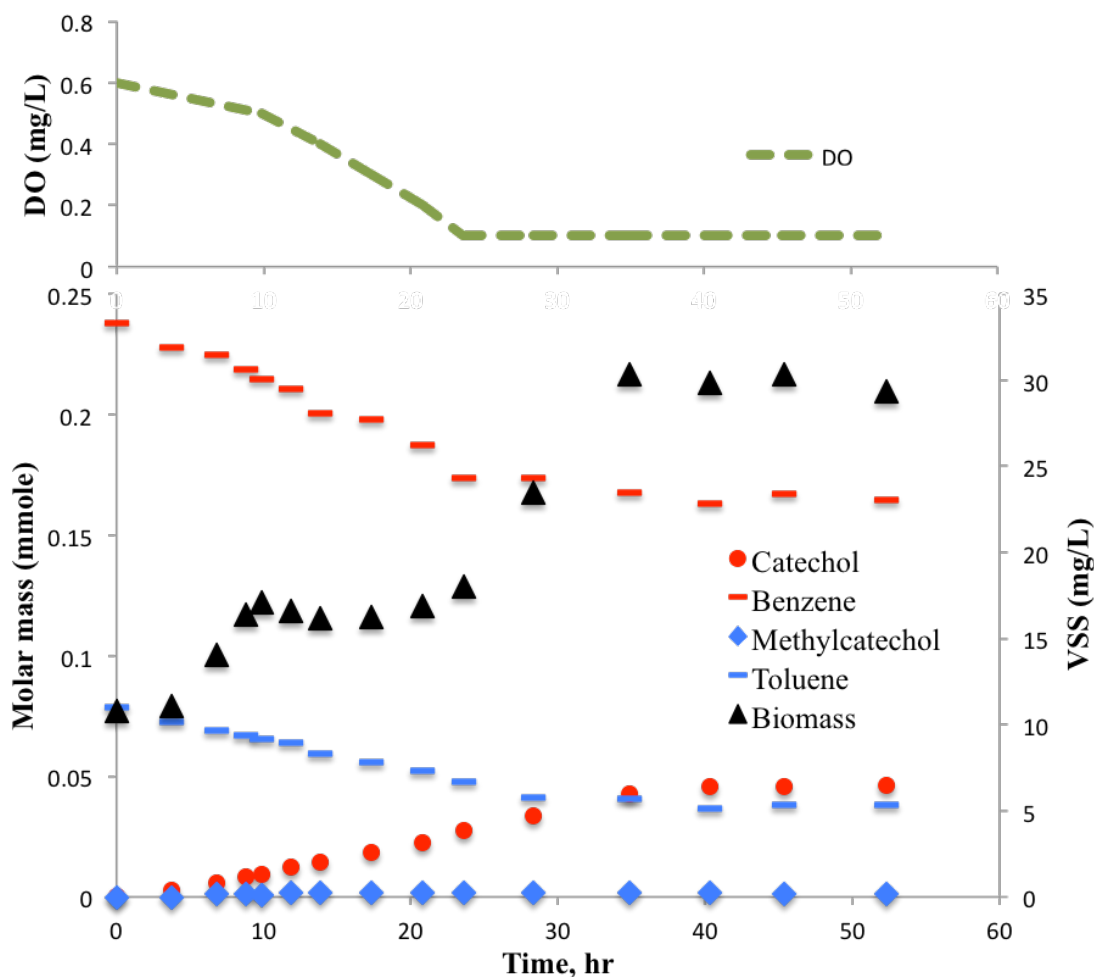 0.8
0.6
0.4
0.2
0
DO (mg/L)
DO
0 10 20 30 40 50 60
0.25
0.2
0.15
0.1
0.05
0
Molar mass (mmole)
35
30
25
20
15
10
5
0
VSS (mg/L)
Catechol
Benzene
Methylcatechol
Toluene
Biomass
0 10 20 30 40 50 60
Time, hr